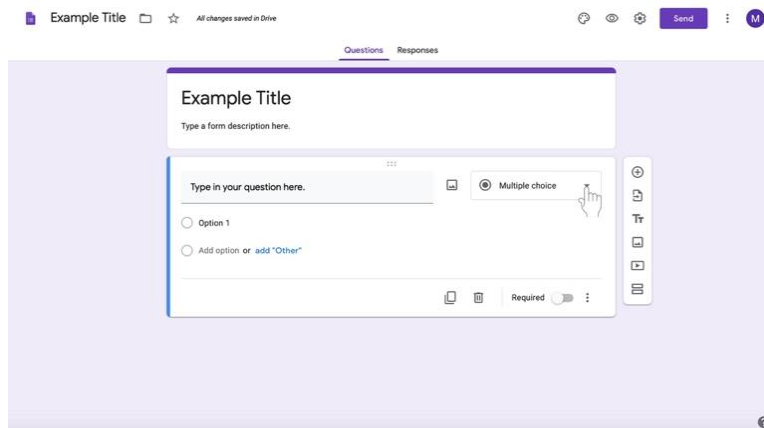 Example Title
All changes saved in Drive
Send
M
Questions
Responses
Example Title
Type a form description here.
Type in your question here.
Multiple choice
Option 1
Add option or add "Other"
Required
Tт